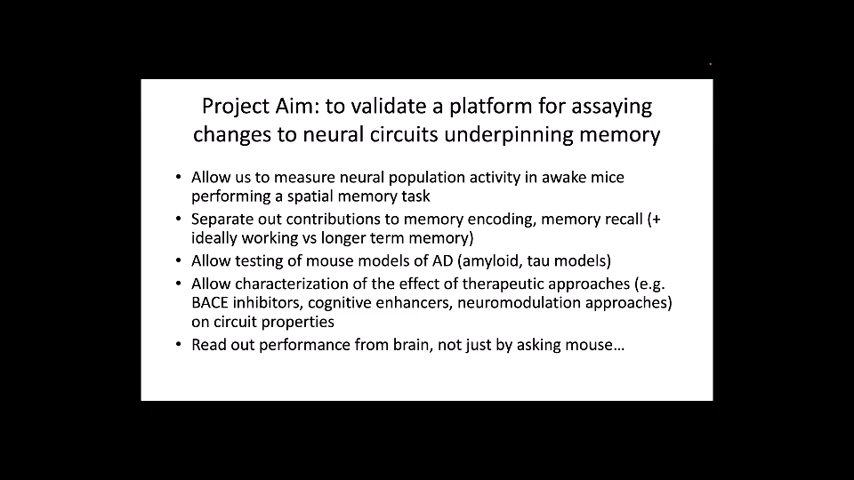 Project Aim: to validate a platform for assaying
changes to neural circuits underpinning memory
• Allow us to measure neural population activity in awake mice
performing a spatial memory task
• Separate out contributions to memory encoding, memory recall (+
ideally working vs longer term memory)
• Allow testing of mouse models of AD (amyloid, tau models)
• Allow characterization of the effect of therapeutic approaches (e.g.
BACE inhibitors, cognitive enhancers, neuromodulation approaches)
on circuit properties
• Read out performance from brain, not just by asking mouse…